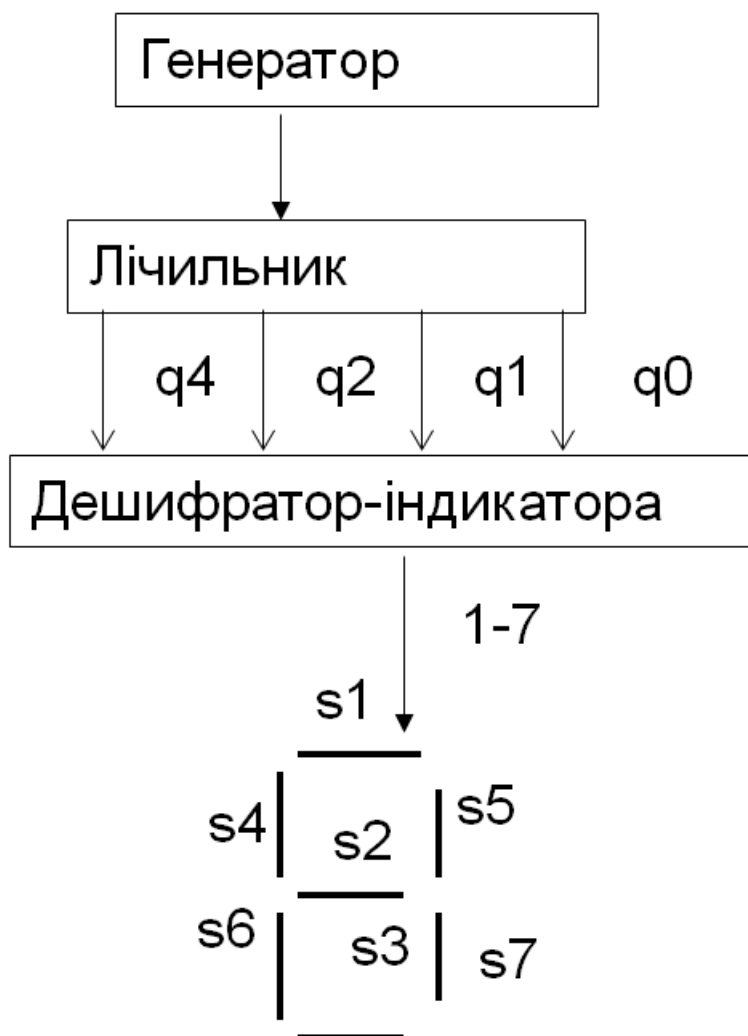 Генератор
Лічильник
q4 q2 q1 q0
Дешифратор-індикатора
1-7
s1
s4 s2 s5
s6 s3 s7